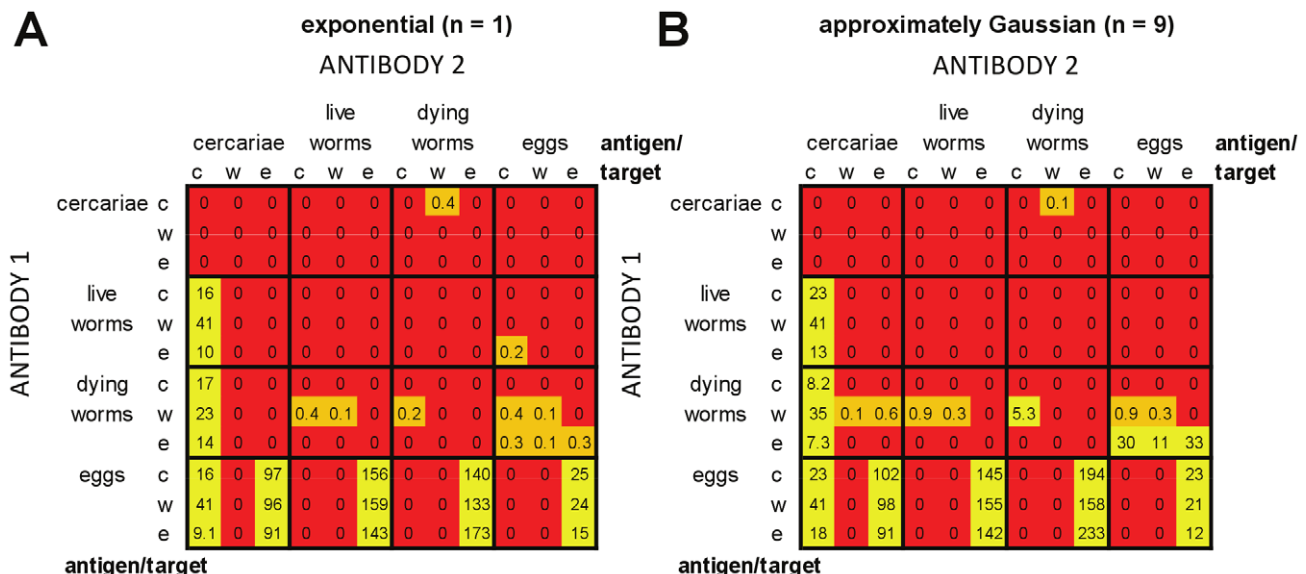 A exponential (n = 1)
ANTIBODY 2
live dying
cercariae worms worms eggs antigen/
c w e c w e c w e c w e target
cercariae c 0 0 0 0 0 0 0 0.4 0 0 0 0
w 0 0 0 0 0 0 0 0 0 0 0 0
e 0 0 0 0 0 0 0 0 0 0 0 0
live c 16 0 0 0 0 0 0 0 0 0 0 0
worms w 41 0 0 0 0 0 0 0 0 0 0 0
e 10 0 0 0 0 0 0 0 0 0.2 0 0
dying c 17 0 0 0 0 0 0 0 0 0 0 0
worms w 23 0 0 0.4 0.1 0 0.2 0 0 0.4 0.1 0
e 14 0 0 0 0 0 0 0 0 0.3 0.1 0.3
eggs c 16 0 97 0 0 156 0 0 140 0 0 25
w 41 0 96 0 0 159 0 0 133 0 0 24
e 9.1 0 91 0 0 143 0 0 173 0 0 15
ANTIBODY 1
antigen/target
B approximately Gaussian (n = 9)
ANTIBODY 2
live dying
cercariae worms worms eggs antigen/
c w e c w e c w e c w e target
cercariae c 0 0 0 0 0 0 0 0.1 0 0 0 0
w 0 0 0 0 0 0 0 0 0 0 0 0
e 0 0 0 0 0 0 0 0 0 0 0 0
live c 23 0 0 0 0 0 0 0 0 0 0 0
worms w 41 0 0 0 0 0 0 0 0 0 0 0
e 13 0 0 0 0 0 0 0 0 0 0 0
dying c 8.2 0 0 0 0 0 0 0 0 0 0 0
worms w 35 0.1 0.6 0.9 0.3 0 5.3 0 0 0.9 0.3 0
e 7.3 0 0 0 0 0 0 0 0 30 11 33
eggs c 23 0 102 0 0 145 0 0 194 0 0 23
w 41 0 98 0 0 155 0 0 158 0 0 21
e 18 0 91 0 0 142 0 0 233 0 0 12
ANTIBODY 1
antigen/target